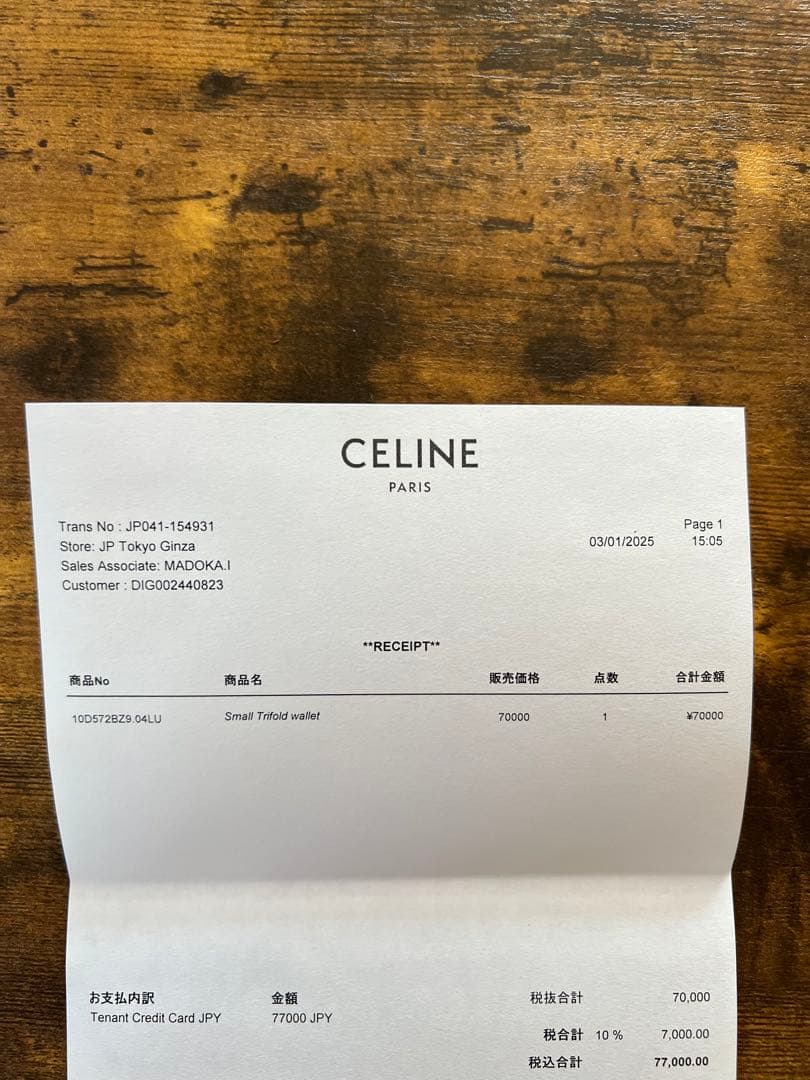 CELINE
PARIS
Trans No : JP041-154931
Store: JP Tokyo Ginza
Sales Associate: MADOKA.I
Customer : DIG002440823
Page 1
03/01/2025 15:05
**RECEIPT**
商品No 商品名 販売価格 点数 合計金額
10D572BZ9.04LU Small Trifold wallet 70000 1 ¥70000
お支払内訳 金額 税抜合計 70,000
Tenant Credit Card JPY 77000 JPY
税合計 10 % 7,000.00
税込合計 77,000.00